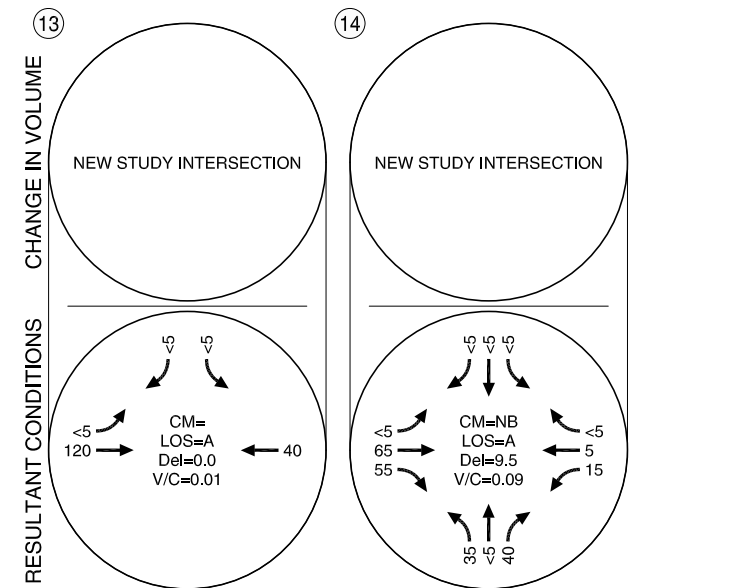 13
14
CHANGE IN VOLUME
NEW STUDY INTERSECTION
NEW STUDY INTERSECTION
RESULTANT CONDITIONS
<5 <5
<5
120
CM=
LOS=A
Del=0.0
V/C=0.01
40
<5 <5 <5
<5
65
55
CM=NB
LOS=A
Del=9.5
V/C=0.09
<5
5
15
35 <5 40